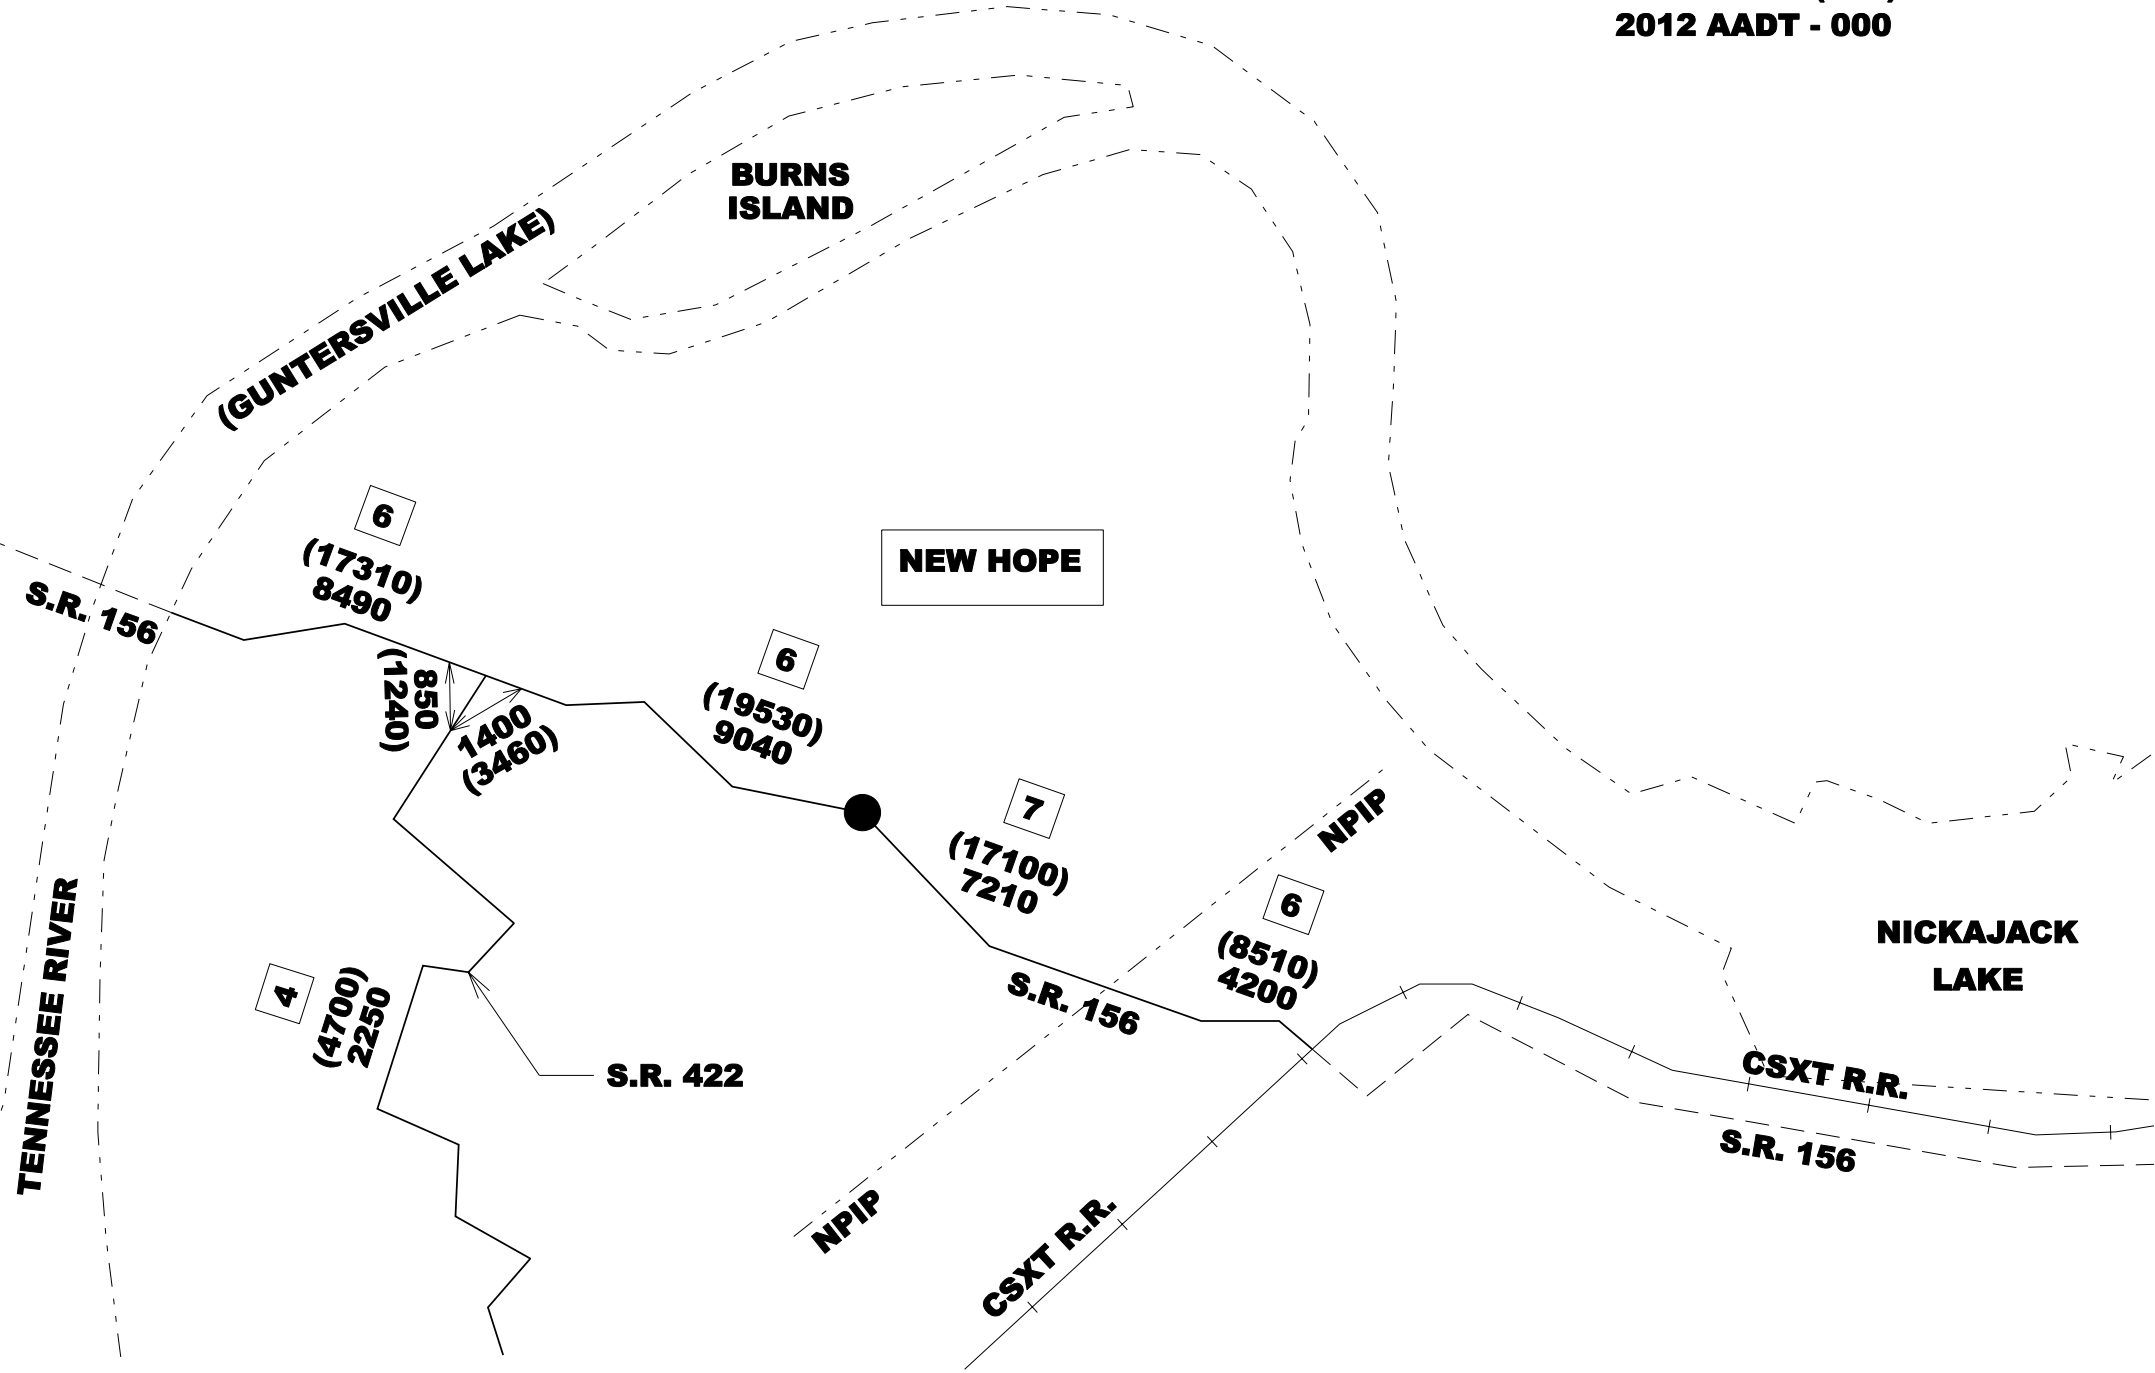 2012 AADT - 000
BURNS
ISLAND
(GUNTERSVILLE LAKE)
6
(17310)
8490
NEW HOPE
S.R. 156
850
(1240)
1400
(3460)
6
(19530)
9040
7
(17100)
7210
NPIP
6
(8510)
4200
NICKAJACK
LAKE
TENNESSEE RIVER
4
(4700)
2250
S.R. 156
S.R. 422
CSXT R.R.
S.R. 156
NPIP
CSXT R.R.